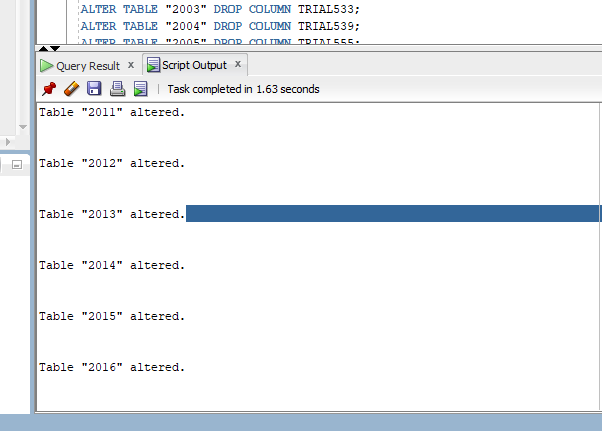 ALTER TABLE "2003" DROP COLUMN TRIAL533;
ALTER TABLE "2004" DROP COLUMN TRIAL539;
ALTER TABLE "2005" DROP COLUMN TRIAL555;
Query Result x Script Output x
Task completed in 1.63 seconds
Table "2011" altered.
Table "2012" altered.
Table "2013" altered.
Table "2014" altered.
Table "2015" altered.
Table "2016" altered.